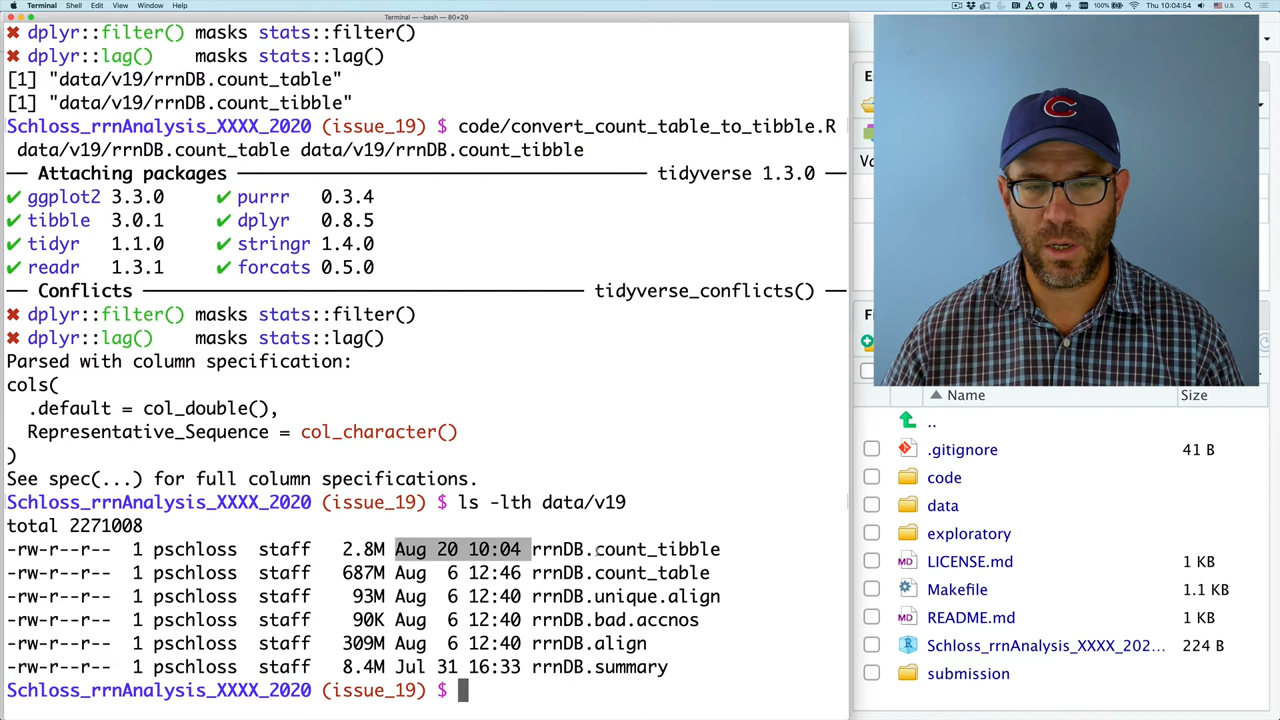 Terminal Shell Edit View Window Help
100% U.S. Thu 10:04:54
Terminal — -bash — 80×29
✖ dplyr::filter() masks stats::filter()
✖ dplyr::lag() masks stats::lag()
[1] "data/v19/rrnDB.count_table"
[1] "data/v19/rrnDB.count_tibble"
Schloss_rrnAnalysis_XXXX_2020 (issue_19) $ code/convert_count_table_to_tibble.R
data/v19/rrnDB.count_table data/v19/rrnDB.count_tibble
— Attaching packages ——— tidyverse 1.3.0 —
✔ ggplot2 3.3.0 ✔ purrr 0.3.4
✔ tibble 3.0.1 ✔ dplyr 0.8.5
✔ tidyr 1.1.0 ✔ stringr 1.4.0
✔ readr 1.3.1 ✔ forcats 0.5.0
— Conflicts ——— tidyverse_conflicts() —
✖ dplyr::filter() masks stats::filter()
✖ dplyr::lag() masks stats::lag()
Parsed with column specification:
cols(
.default = col_double(),
Representative_Sequence = col_character()
)
See spec(...) for full column specifications.
Schloss_rrnAnalysis_XXXX_2020 (issue_19) $ ls -lth data/v19
total 2271008
-rw-r--r-- 1 pschloss staff 2.8M Aug 20 10:04 rrnDB.count_tibble
-rw-r--r-- 1 pschloss staff 687M Aug 6 12:46 rrnDB.count_table
-rw-r--r-- 1 pschloss staff 93M Aug 6 12:40 rrnDB.unique.align
-rw-r--r-- 1 pschloss staff 90K Aug 6 12:40 rrnDB.bad.accnos
-rw-r--r-- 1 pschloss staff 309M Aug 6 12:40 rrnDB.align
-rw-r--r-- 1 pschloss staff 8.4M Jul 31 16:33 rrnDB.summary
Schloss_rrnAnalysis_XXXX_2020 (issue_19) $
C
Name Size
..
.gitignore 41 B
code
data
exploratory
LICENSE.md 1 KB
Makefile 1.1 KB
README.md 1 KB
Schloss_rrnAnalysis_XXXX_202... 224 B
submission